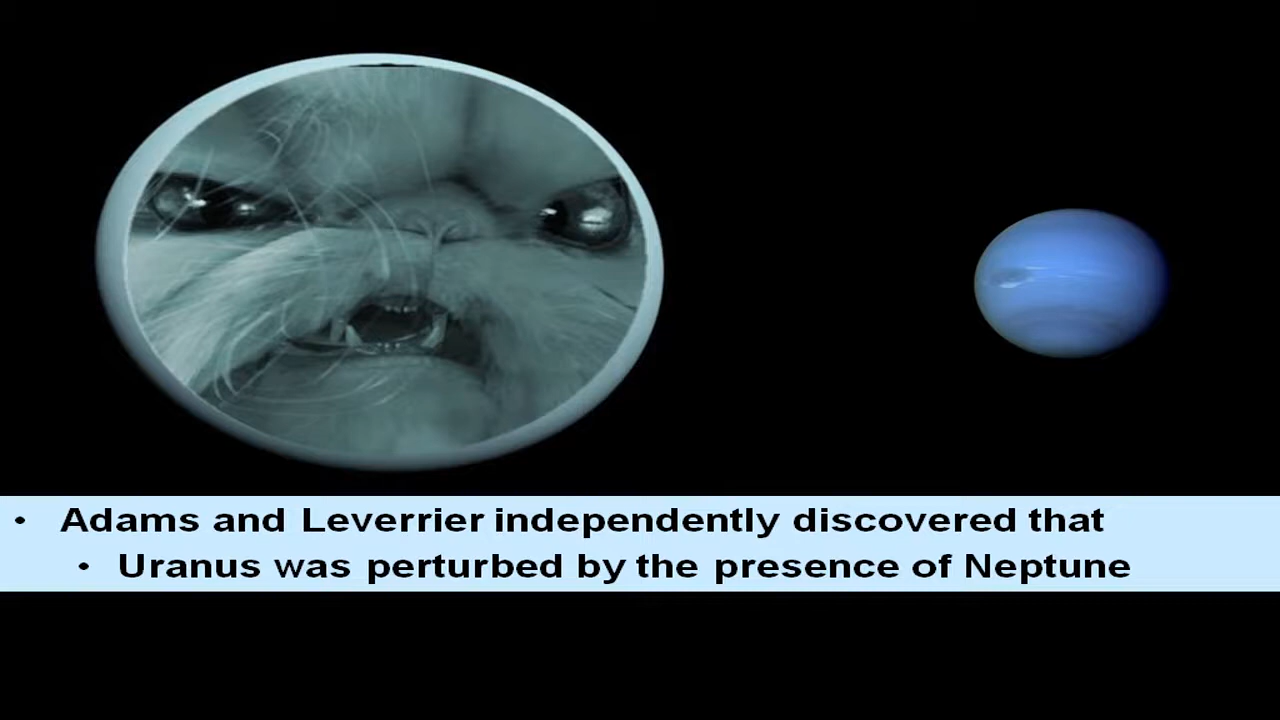 • Adams and Leverrier independently discovered that
• Uranus was perturbed by the presence of Neptune